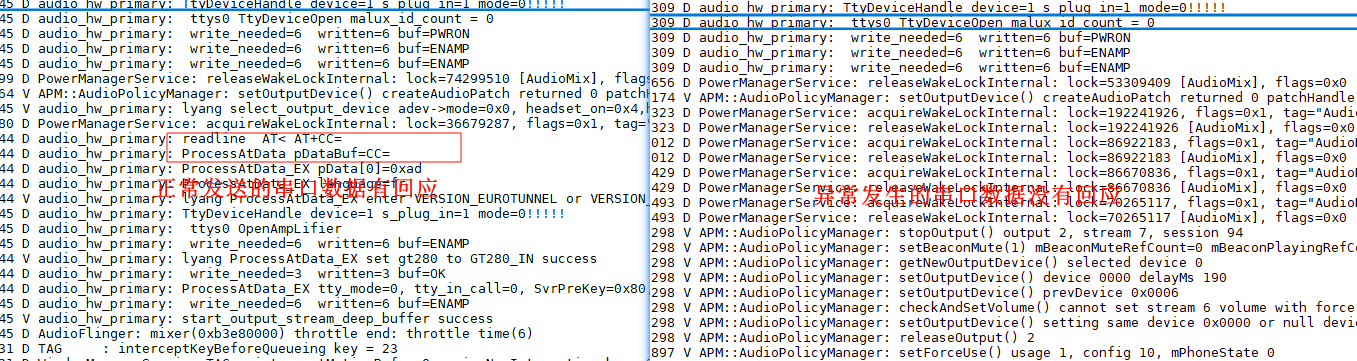 45 D audio_hw_primary: TtyDeviceHandle device=1 s_plug_in=1 mode=0!!!!!
45 D audio_hw_primary:  ttys0 TtyDeviceOpen malux_id_count = 0
45 D audio_hw_primary:  write_needed=6  written=6 buf=PWRON
45 D audio_hw_primary:  write_needed=6  written=6 buf=ENAMP
45 D audio_hw_primary:  write_needed=6  written=6 buf=ENAMP
99 D PowerManagerService: releaseWakeLockInternal: lock=74299510 [AudioMix], flags
64 V APM::AudioPolicyManager: setOutputDevice() createAudioPatch returned 0 patchHa
45 V audio_hw_primary: lyang select_output_device adev->mode=0x0, headset_on=0x4,h
80 D PowerManagerService: acquireWakeLockInternal: lock=36679287, flags=0x1, tag="
44 D audio_hw_primary: readline  AT< AT+CC=
44 D audio_hw_primary: ProcessAtData pDataBuf=CC=
44 D audio_hw_primary: ProcessAtData_EX pData[0]=0xad
44 D audio_hw_primary: ProcessAtData_EX language=f
正常发送的串口数据有回应
44 V audio_hw_primary: lyang ProcessAtData_EX enter VERSION_EUROTUNNEL or VERSION
45 D audio_hw_primary: TtyDeviceHandle device=1 s_plug_in=1 mode=0!!!!!
45 D audio_hw_primary:  ttys0 OpenAmpLifier
45 D audio_hw_primary:  write_needed=6  written=6 buf=ENAMP
44 V audio_hw_primary: lyang ProcessAtData_EX set gt280 to GT280_IN success
44 D audio_hw_primary:  write_needed=3  written=3 buf=OK
44 D audio_hw_primary: ProcessAtData_EX tty_mode=0, tty_in_call=0, SvrPreKey=0x80
45 D audio_hw_primary:  write_needed=6  written=6 buf=ENAMP
45 V audio_hw_primary: start_output_stream_deep_buffer success
45 D AudioFlinger: mixer(0xb3e80000) throttle end: throttle time(6)
31 D TAG     : interceptKeyBeforeQueueing key = 23
309 D audio_hw_primary: TtyDeviceHandle device=1 s_plug_in=1 mode=0!!!!!
309 D audio_hw_primary:  ttys0 TtyDeviceOpen malux_id_count = 0
309 D audio_hw_primary:  write_needed=6  written=6 buf=PWRON
309 D audio_hw_primary:  write_needed=6  written=6 buf=ENAMP
309 D audio_hw_primary:  write_needed=6  written=6 buf=ENAMP
656 D PowerManagerService: releaseWakeLockInternal: lock=53309409 [AudioMix], flags=0x0
174 V APM::AudioPolicyManager: setOutputDevice() createAudioPatch returned 0 patchHandle
323 D PowerManagerService: acquireWakeLockInternal: lock=192241926, flags=0x1, tag="Audio
323 D PowerManagerService: releaseWakeLockInternal: lock=192241926 [AudioMix], flags=0x0
012 D PowerManagerService: acquireWakeLockInternal: lock=86922183, flags=0x1, tag="AudioM
012 D PowerManagerService: releaseWakeLockInternal: lock=86922183 [AudioMix], flags=0x0
429 D PowerManagerService: acquireWakeLockInternal: lock=86670836, flags=0x1, tag="AudioM
429 D PowerManagerService: releaseWakeLockInternal: lock=86670836 [AudioMix], flags=0x0
异常发生的串口数据没有回应
493 D PowerManagerService: acquireWakeLockInternal: lock=70265117, flags=0x1, tag="AudioM
493 D PowerManagerService: releaseWakeLockInternal: lock=70265117 [AudioMix], flags=0x0
298 V APM::AudioPolicyManager: stopOutput() output 2, stream 7, session 94
298 V APM::AudioPolicyManager: setBeaconMute(1) mBeaconMuteRefCount=0 mBeaconPlayingRefCo
298 V APM::AudioPolicyManager: getNewOutputDevice() selected device 0
298 V APM::AudioPolicyManager: setOutputDevice() device 0000 delayMs 190
298 V APM::AudioPolicyManager: setOutputDevice() prevDevice 0x0006
298 V APM::AudioPolicyManager: checkAndSetVolume() cannot set stream 6 volume with force
298 V APM::AudioPolicyManager: setOutputDevice() setting same device 0x0000 or null devic
298 V APM::AudioPolicyManager: releaseOutput() 2
897 V APM::AudioPolicyManager: setForceUse() usage 1, config 10, mPhoneState 0